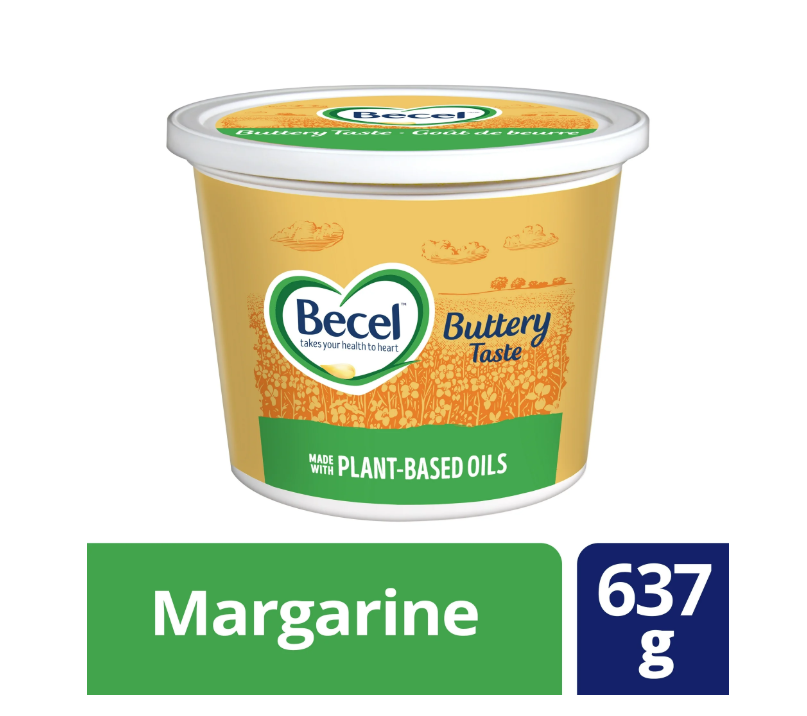 Becel
Buttery Taste • Goût de beurre
Becel™
takes your health to heart
Buttery
Taste
MADE
WITH
PLANT-BASED OILS
Margarine
637
g